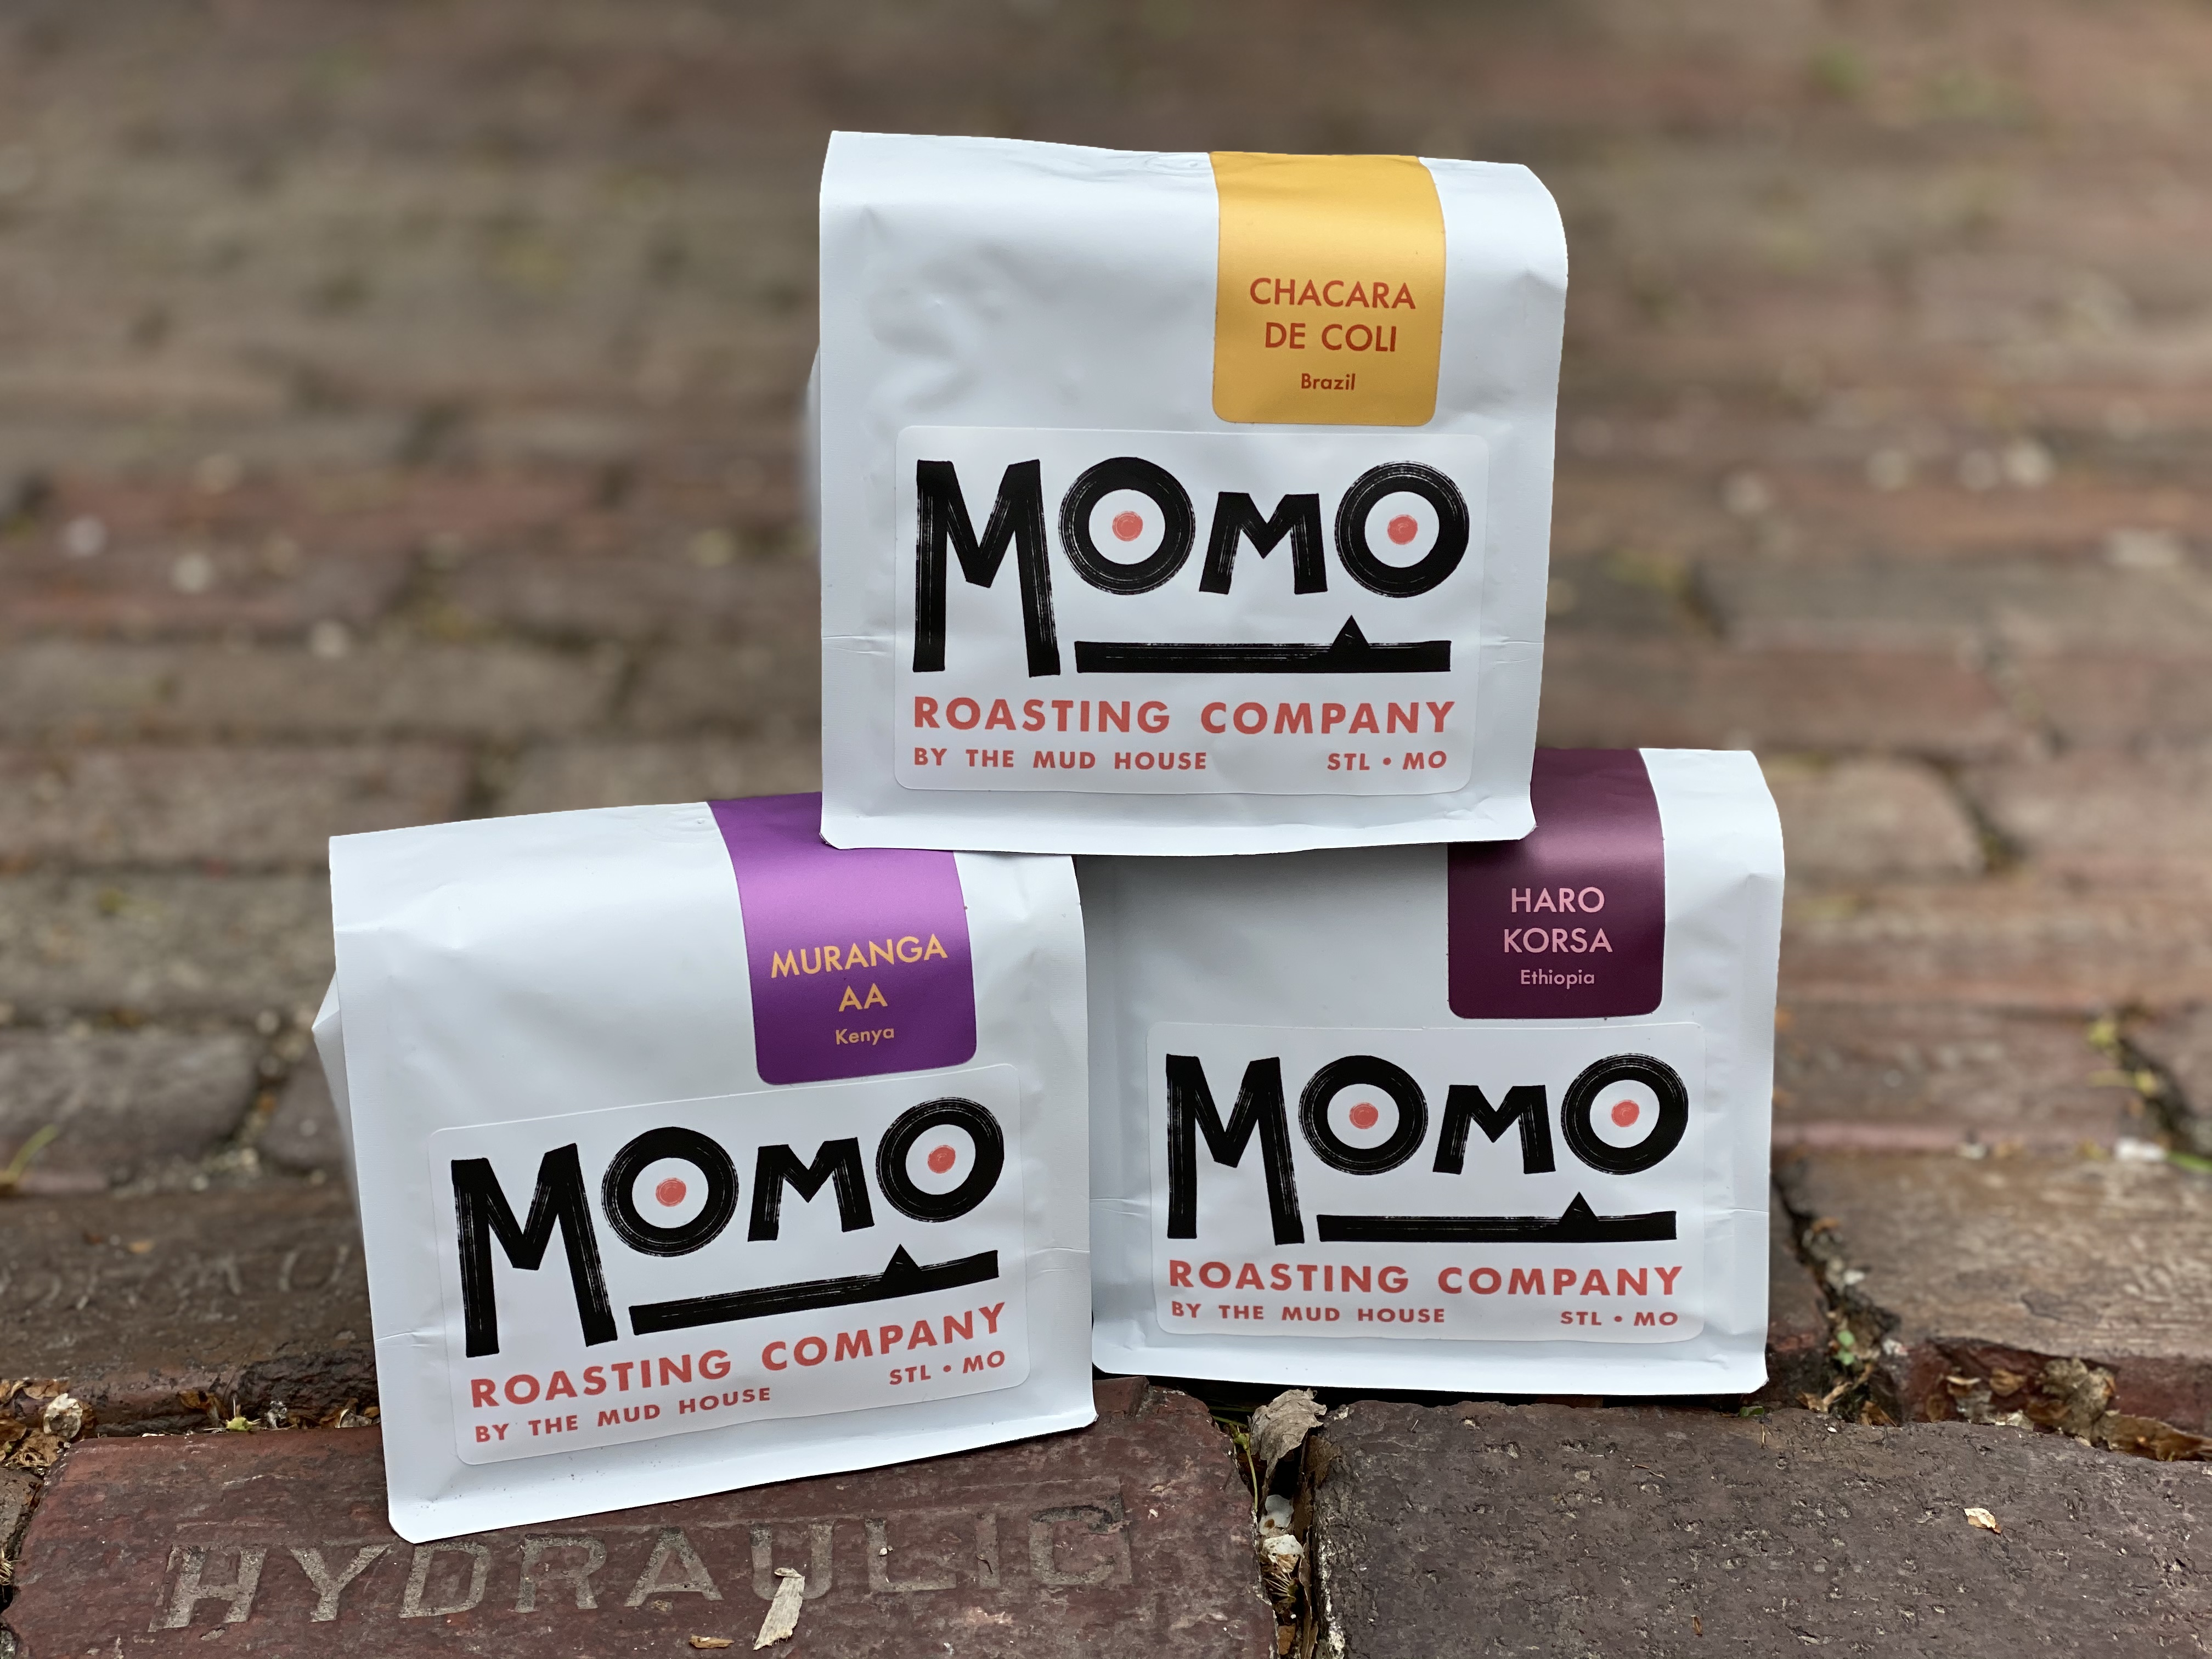 CHACARA
DE COLI
Brazil
MOMO
ROASTING COMPANY
BY THE MUD HOUSE STL • MO
MURANGA
AA
Kenya
MOMO
ROASTING COMPANY
BY THE MUD HOUSE STL • MO
HARO
KORSA
Ethiopia
MOMO
ROASTING COMPANY
BY THE MUD HOUSE STL • MO
HYDRAULIC